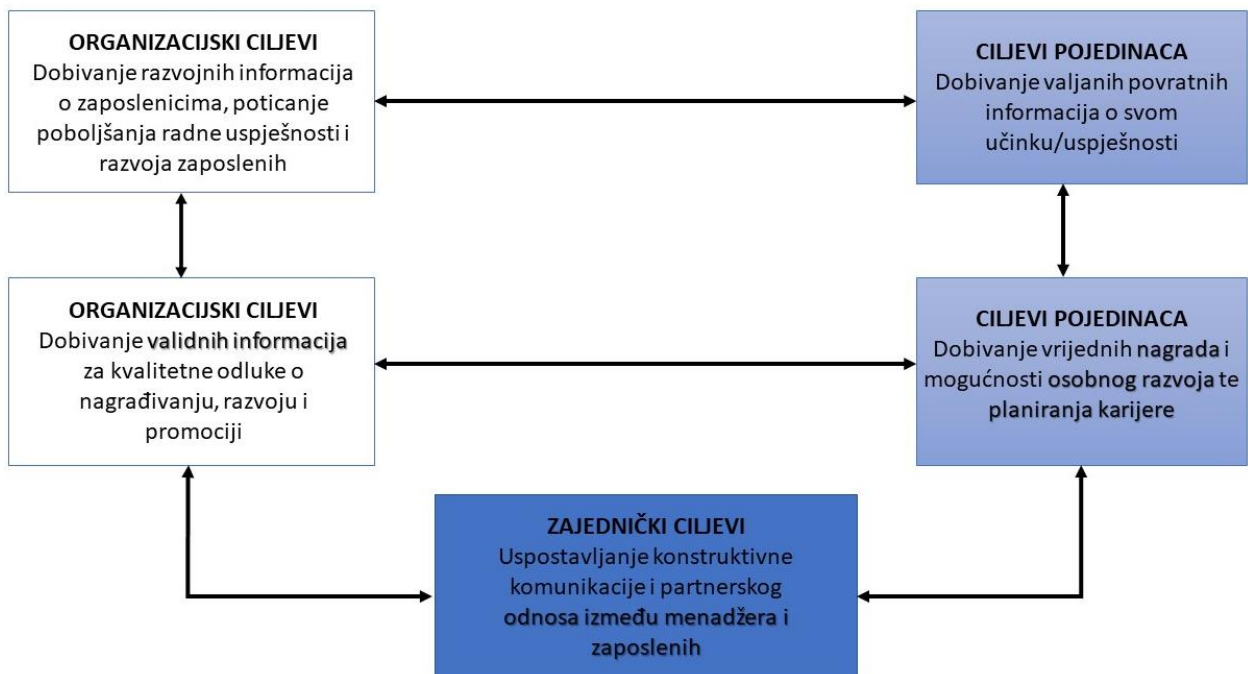 ORGANIZACIJSKI CILJEVI
Dobivanje razvojnih informacija
o zaposlenicima, poticanje
poboljšanja radne uspješnosti i
razvoja zaposlenih
CILJEVI POJEDINACA
Dobivanje valjanih povratnih
informacija o svom
učinku/uspješnosti
ORGANIZACIJSKI CILJEVI
Dobivanje validnih informacija
za kvalitetne odluke o
nagrađivanju, razvoju i
promociji
CILJEVI POJEDINACA
Dobivanje vrijednih nagrada i
mogućnosti osobnog razvoja te
planiranja karijere
ZAJEDNIČKI CILJEVI
Uspostavljanje konstruktivne
komunikacije i partnerskog
odnosa između menadžera i
zaposlenih